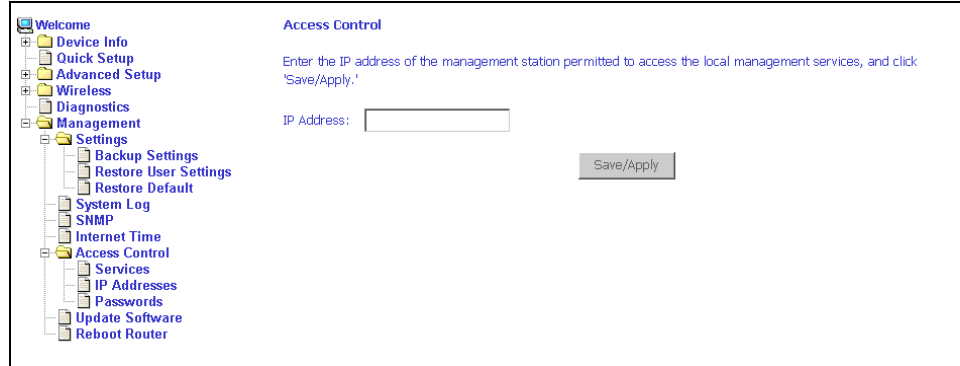 Welcome
Device Info
Quick Setup
Advanced Setup
Wireless
Diagnostics
Management
Settings
Backup Settings
Restore User Settings
Restore Default
System Log
SNMP
Internet Time
Access Control
Services
IP Addresses
Passwords
Update Software
Reboot Router
Access Control
Enter the IP address of the management station permitted to access the local management services, and click
'Save/Apply.'
IP Address:
Save/Apply